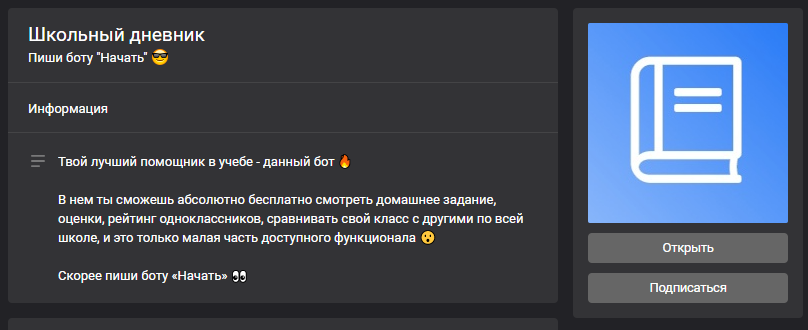 Школьный дневник
Пиши боту "Начать" 😎
Информация
Твой лучший помощник в учебе - данный бот 🔥
В нем ты сможешь абсолютно бесплатно смотреть домашнее задание,
оценки, рейтинг одноклассников, сравнивать свой класс с другими по всей
школе, и это только малая часть доступного функционала 😮
Скорее пиши боту «Начать» 👀
Открыть
Подписаться